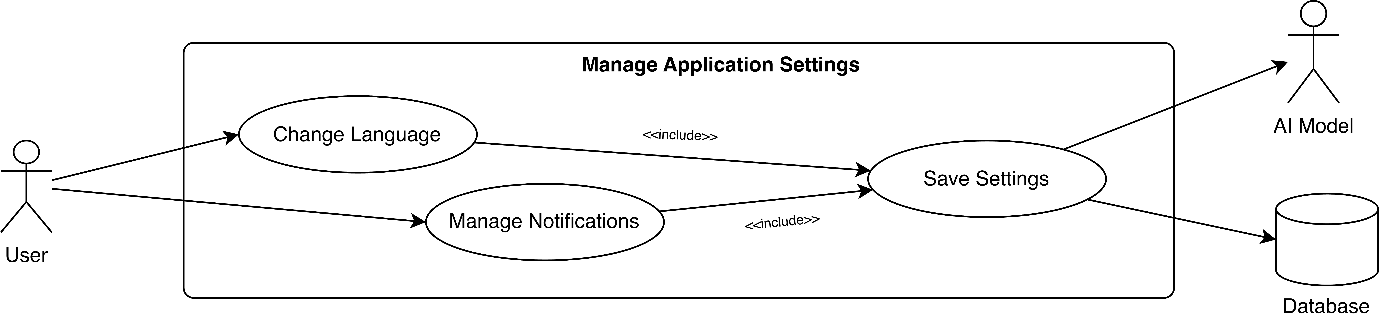 Manage Application Settings
Change Language
<<include>>
AI Model
Save Settings
Manage Notifications
<<include>>
User
Database